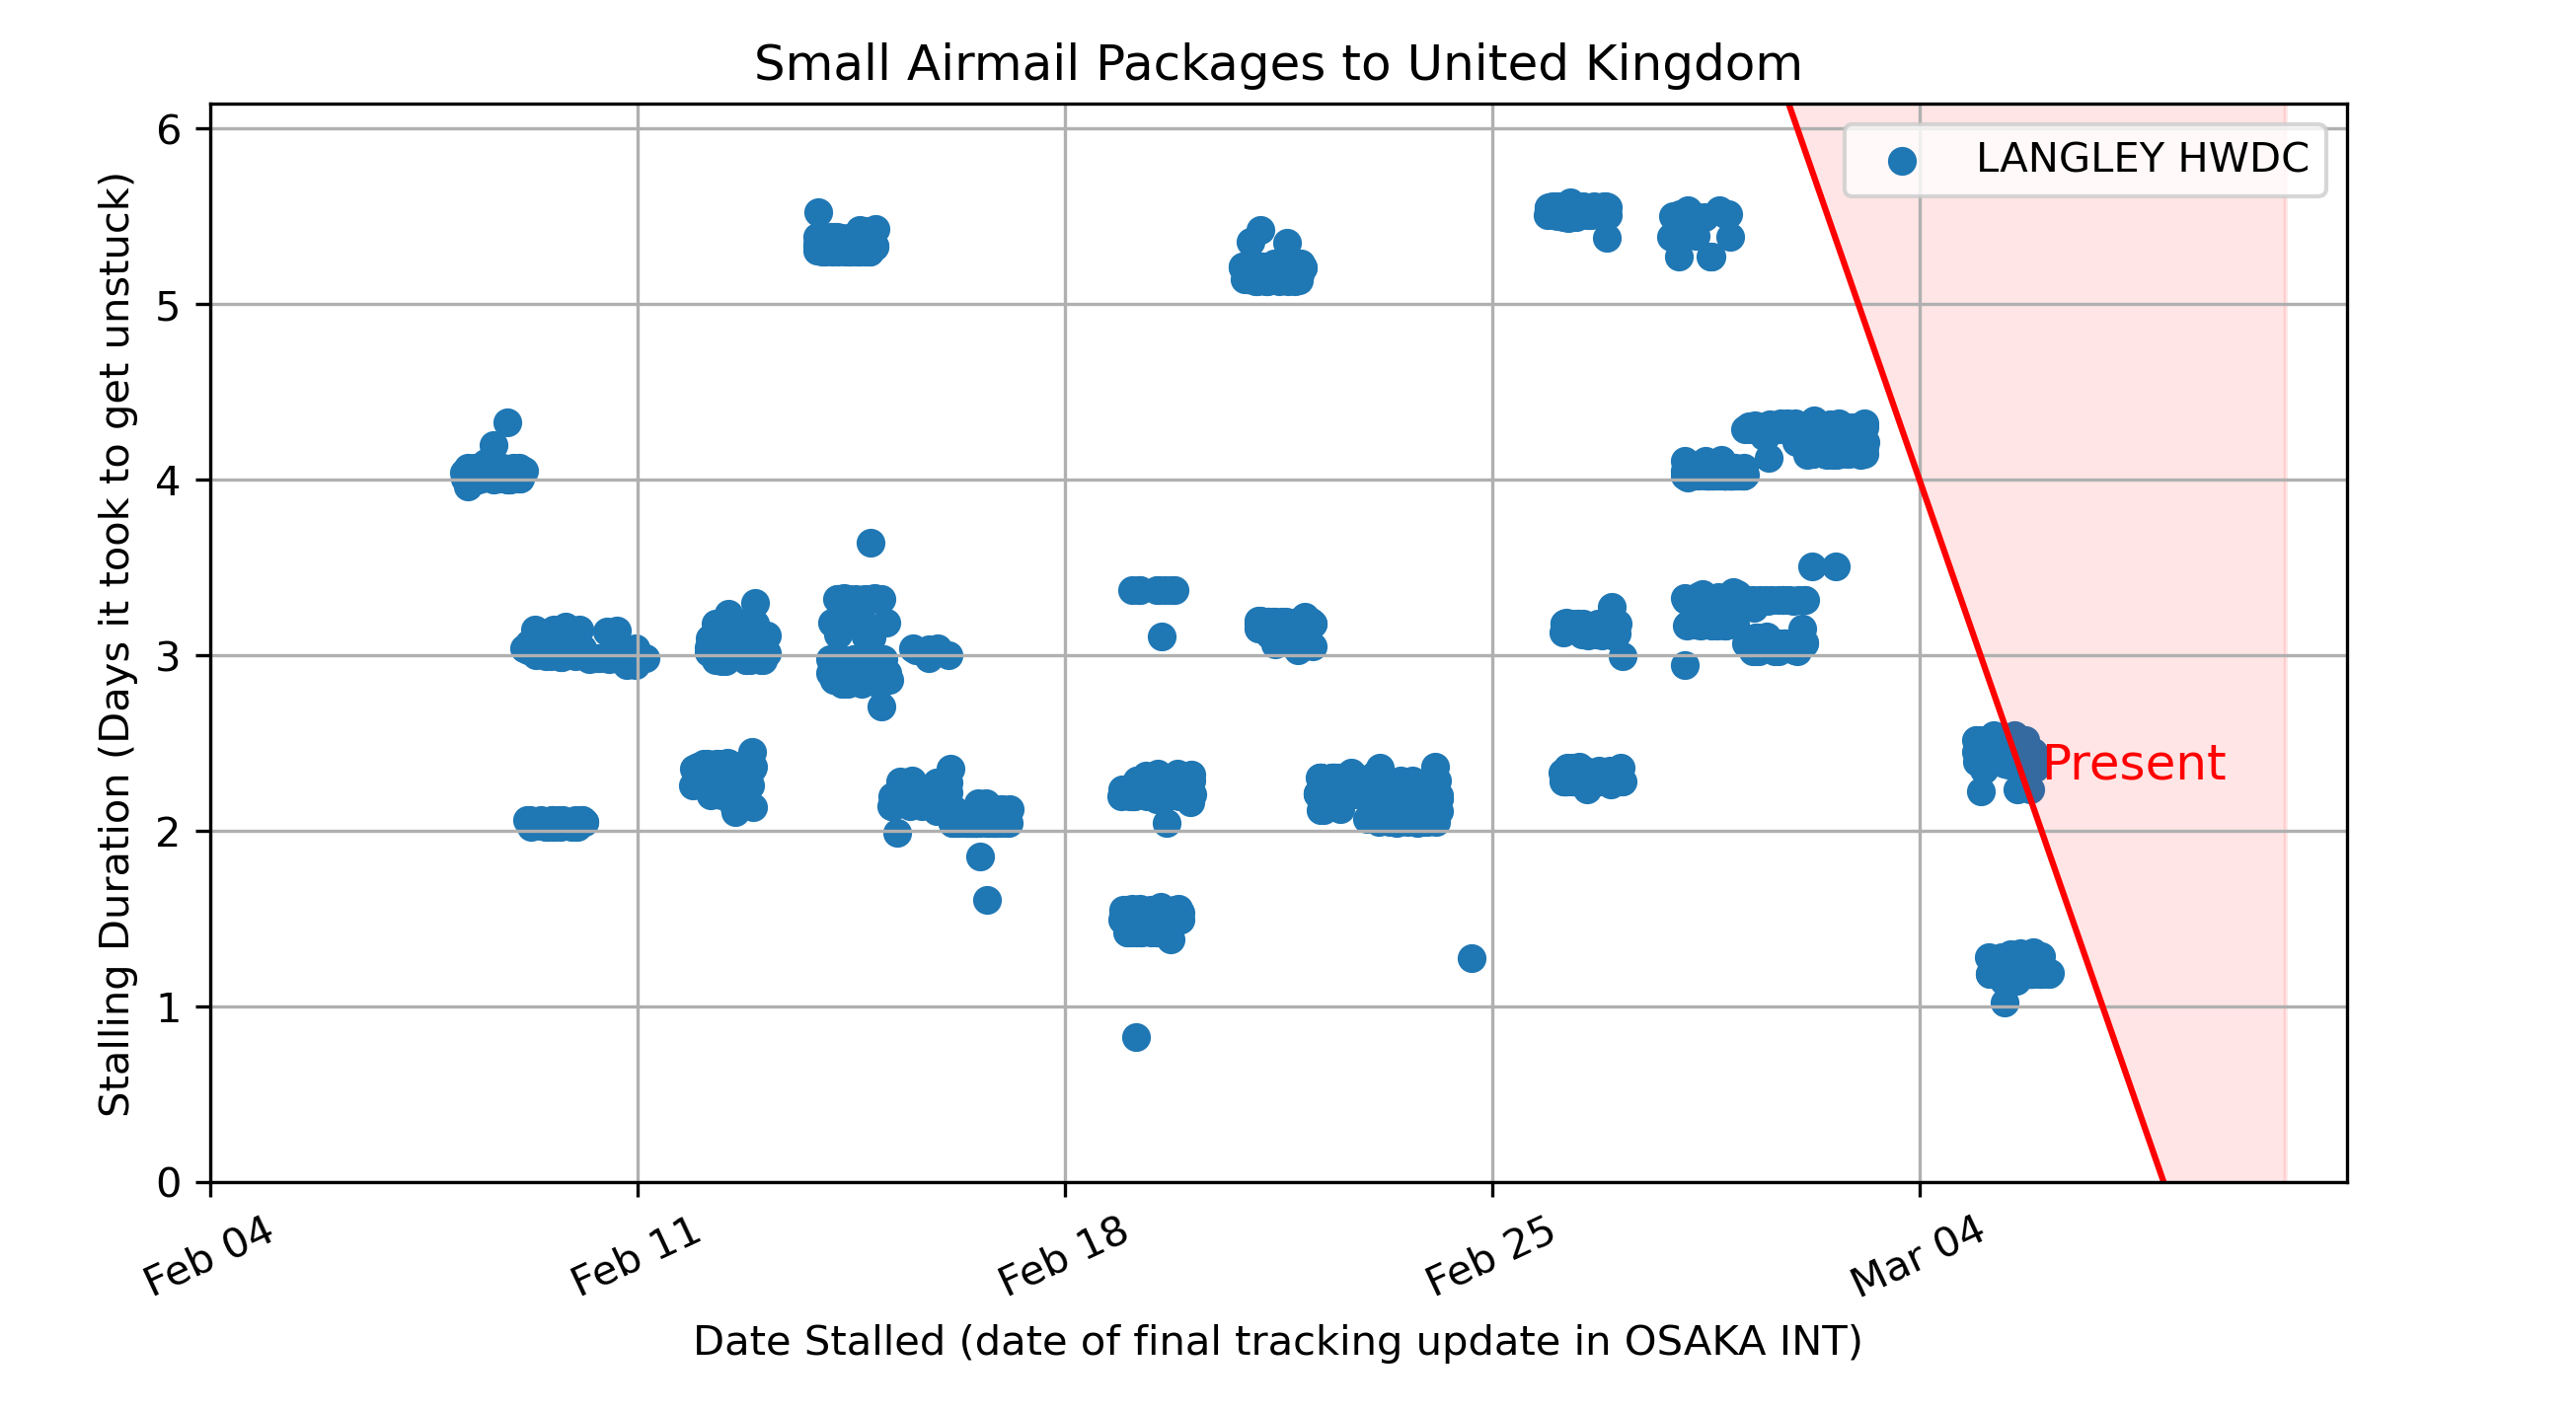 Small Airmail Packages to United Kingdom
LANGLEY HWDC
Present
Stalling Duration (Days it took to get unstuck)
6
5
4
3
2
1
0
Feb 04
Feb 11
Feb 18
Feb 25
Mar 04
Date Stalled (date of final tracking update in OSAKA INT)